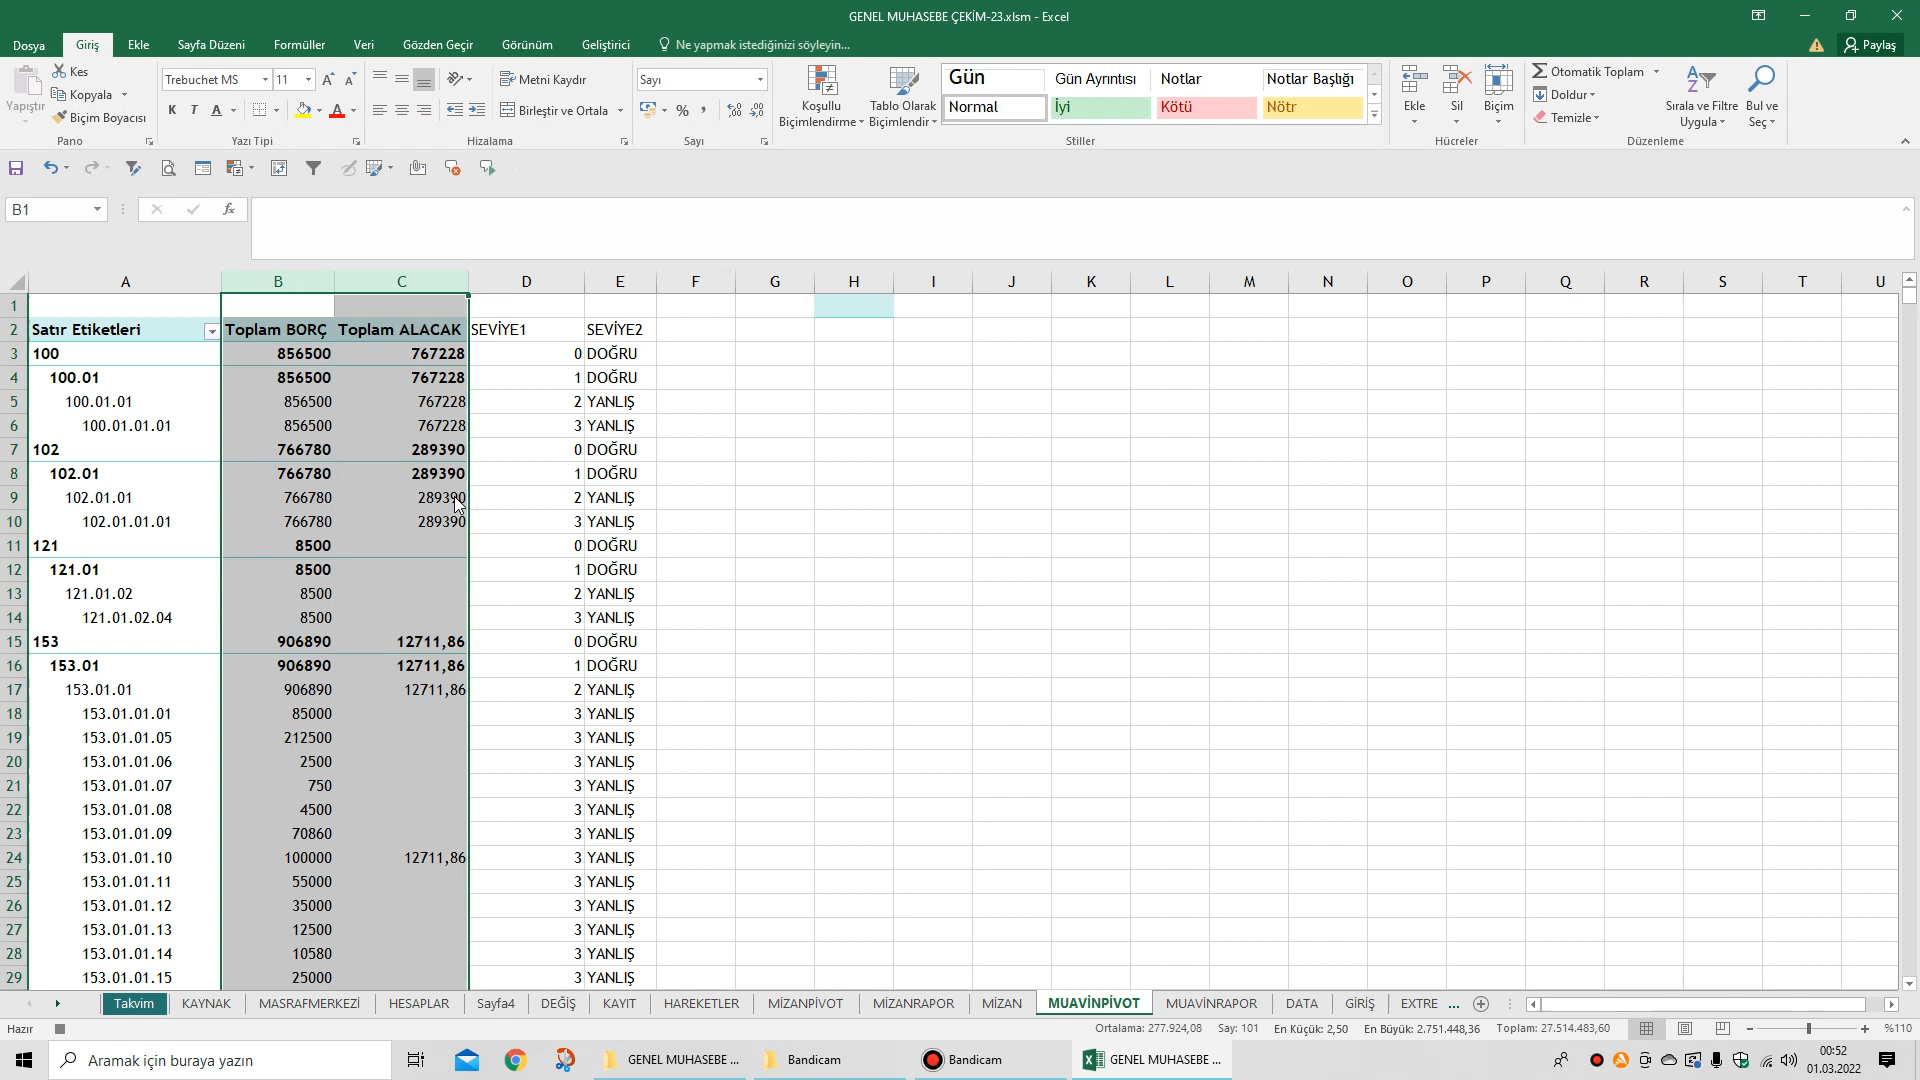 GENEL MUHASEBE ÇEKİM-23.xlsm - Excel
Dosya Giriş Ekle Sayfa Düzeni Formüller Veri Gözden Geçir Görünüm Geliştirici Ne yapmak istediğinizi söyleyin... Paylaş
Yapıştır
Kes
Kopyala
Biçim Boyacısı
Pano
Trebuchet MS 11
K T A
Yazı Tipi
Metni Kaydır
Birleştir ve Ortala
Hizalama
Sayı
Sayı
Koşullu Biçimlendirme
Tablo Olarak Biçimlendir
Gün Gün Ayrıntısı Notlar Notlar Başlığı
Normal İyi Kötü Nötr
Stiller
Ekle Sil Biçim
Hücreler
Otomatik Toplam
Doldur
Temizle
Sırala ve Filtre Uygula
Bul ve Seç
Düzenleme
B1
fx
A B C D E F G H I J K L M N O P Q R S T U
1
2 Satır Etiketleri Toplam BORÇ Toplam ALACAK SEVİYE1 SEVİYE2
3 100 856500 767228 0 DOĞRU
4 100.01 856500 767228 1 DOĞRU
5 100.01.01 856500 767228 2 YANLIŞ
6 100.01.01.01 856500 767228 3 YANLIŞ
7 102 766780 289390 0 DOĞRU
8 102.01 766780 289390 1 DOĞRU
9 102.01.01 766780 289390 2 YANLIŞ
10 102.01.01.01 766780 289390 3 YANLIŞ
11 121 8500 0 DOĞRU
12 121.01 8500 1 DOĞRU
13 121.01.02 8500 2 YANLIŞ
14 121.01.02.04 8500 3 YANLIŞ
15 153 906890 12711,86 0 DOĞRU
16 153.01 906890 12711,86 1 DOĞRU
17 153.01.01 906890 12711,86 2 YANLIŞ
18 153.01.01.01 85000 3 YANLIŞ
19 153.01.01.05 212500 3 YANLIŞ
20 153.01.01.06 2500 3 YANLIŞ
21 153.01.01.07 750 3 YANLIŞ
22 153.01.01.08 4500 3 YANLIŞ
23 153.01.01.09 70860 3 YANLIŞ
24 153.01.01.10 100000 12711,86 3 YANLIŞ
25 153.01.01.11 55000 3 YANLIŞ
26 153.01.01.12 35000 3 YANLIŞ
27 153.01.01.13 12500 3 YANLIŞ
28 153.01.01.14 10580 3 YANLIŞ
29 153.01.01.15 25000 3 YANLIŞ
Takvim KAYNAK MASRAFMERKEZİ HESAPLAR Sayfa4 DEĞİŞ KAYIT HAREKETLER MİZANPİVOT MİZANRAPOR MİZAN MUAVİNPİVOT MUAVİNRAPOR DATA GİRİŞ EXTRE ...
Hazır Ortalama: 277.924,08 Say: 101 En Küçük: 2,50 En Büyük: 2.751.448,36 Toplam: 27.514.483,60 %110
Aramak için buraya yazın GENEL MUHASEBE ... Bandicam Bandicam GENEL MUHASEBE ... 00:52
01.03.2022